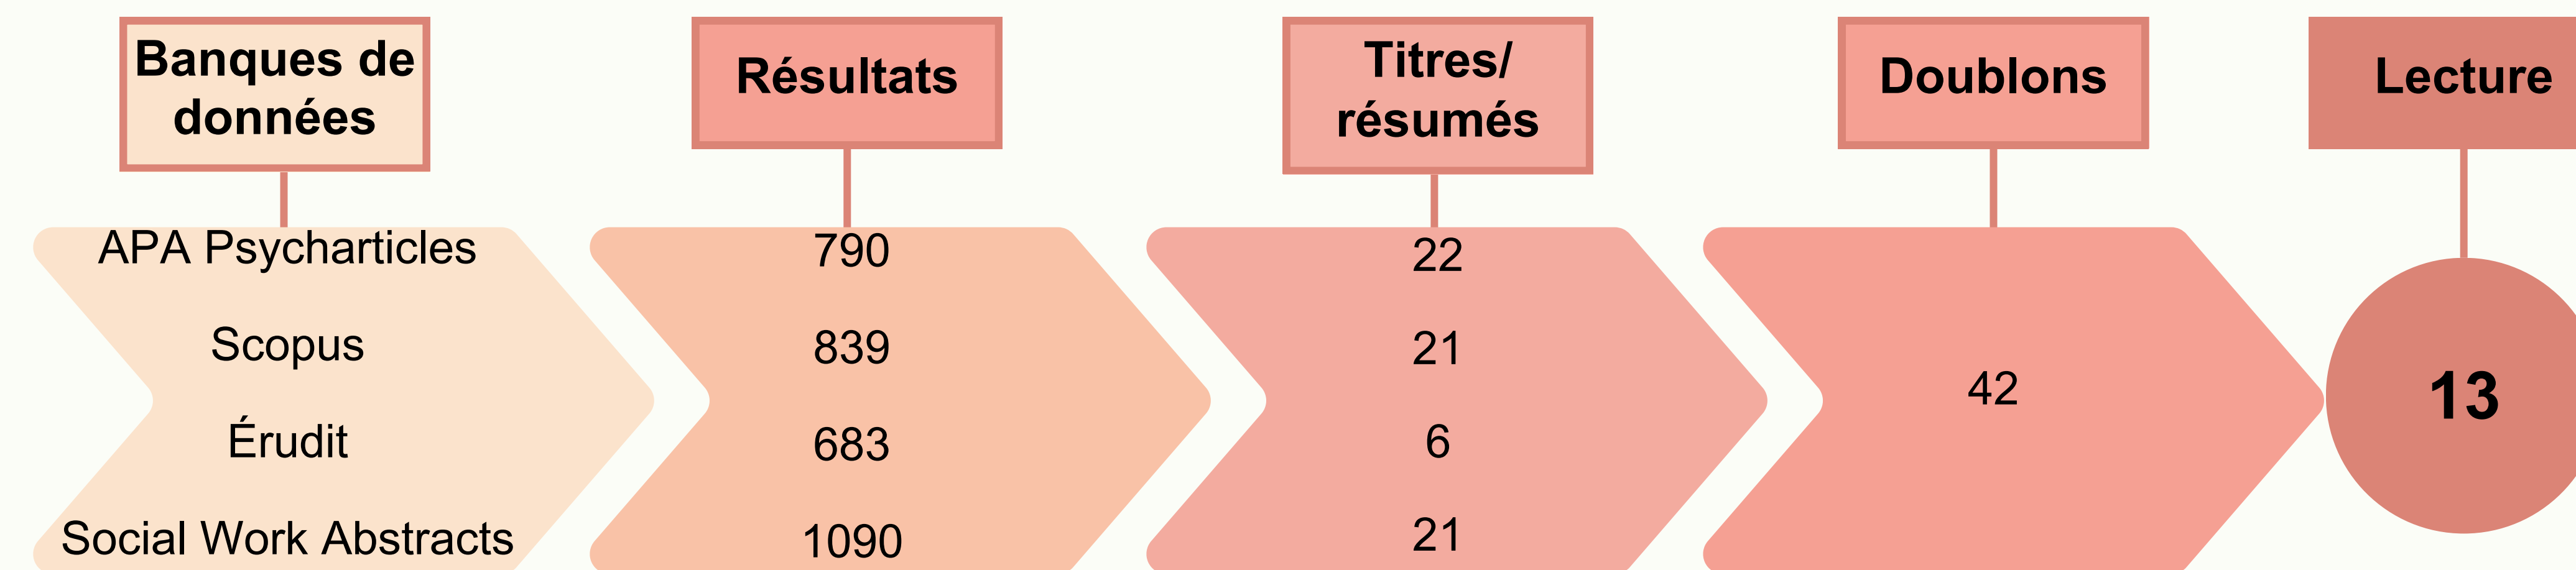 Banques de
données
Résultats
Titres/
résumés
Doublons
Lecture
APA Psycharticles
790
22
Scopus
839
21
42
13
Érudit
683
6
Social Work Abstracts
1090
21